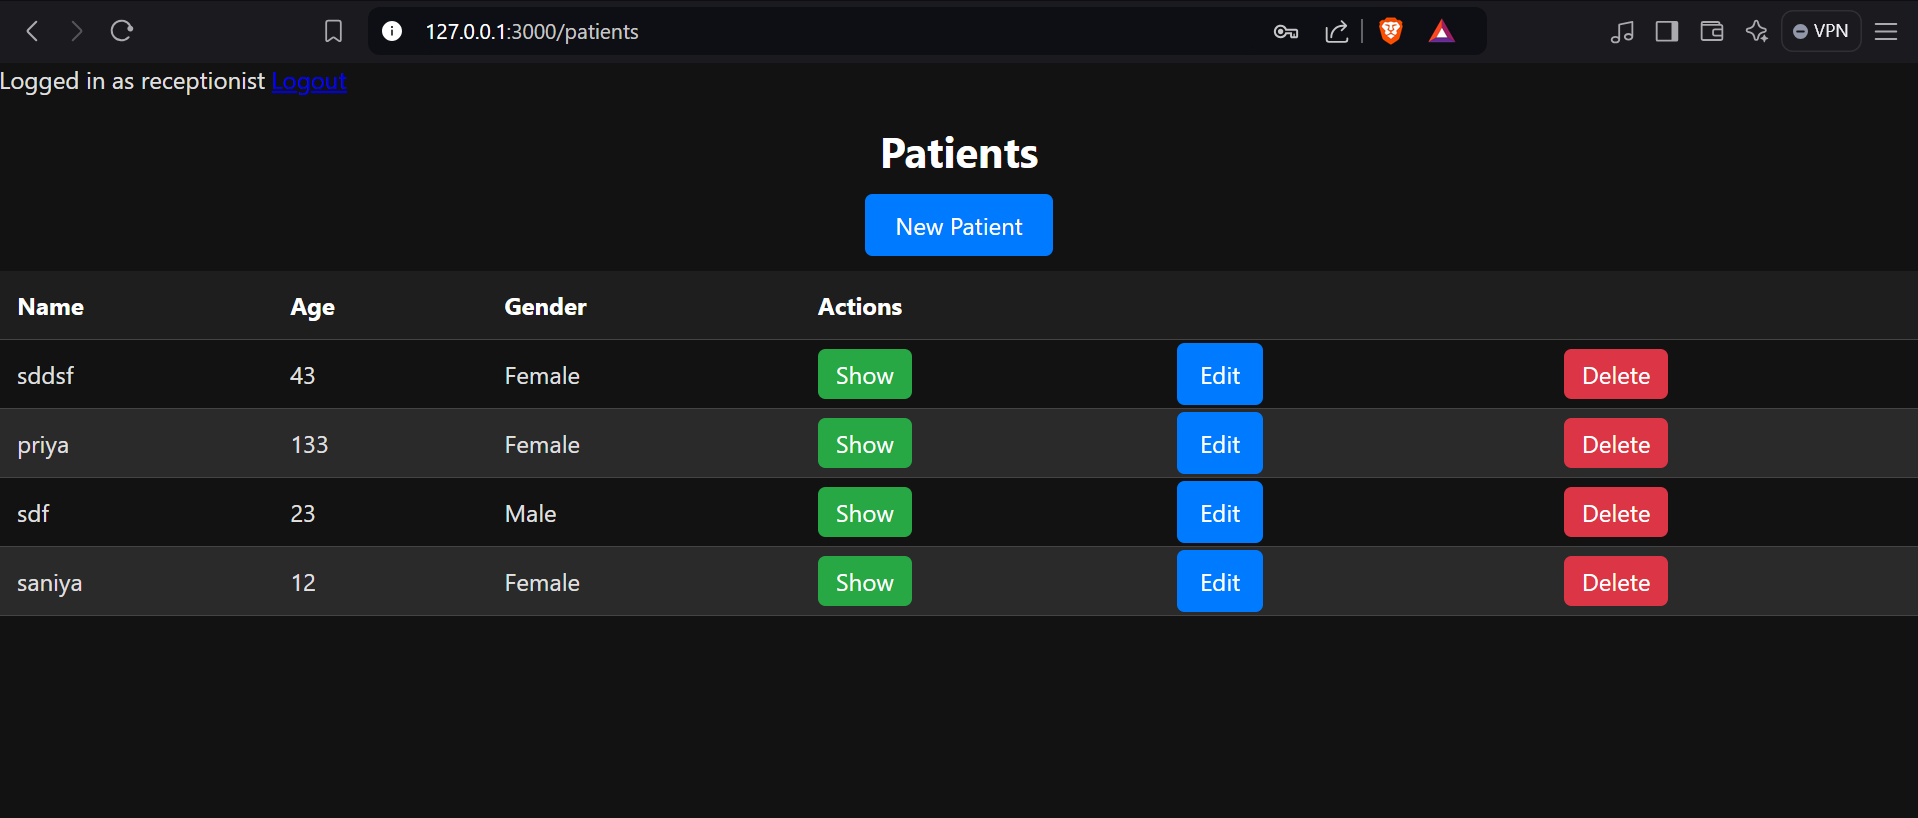 127.0.0.1:3000/patients
VPN
Logged in as receptionist Logout
Patients
New Patient
Name Age Gender Actions
sddsf 43 Female Show Edit Delete
priya 133 Female Show Edit Delete
sdf 23 Male Show Edit Delete
saniya 12 Female Show Edit Delete